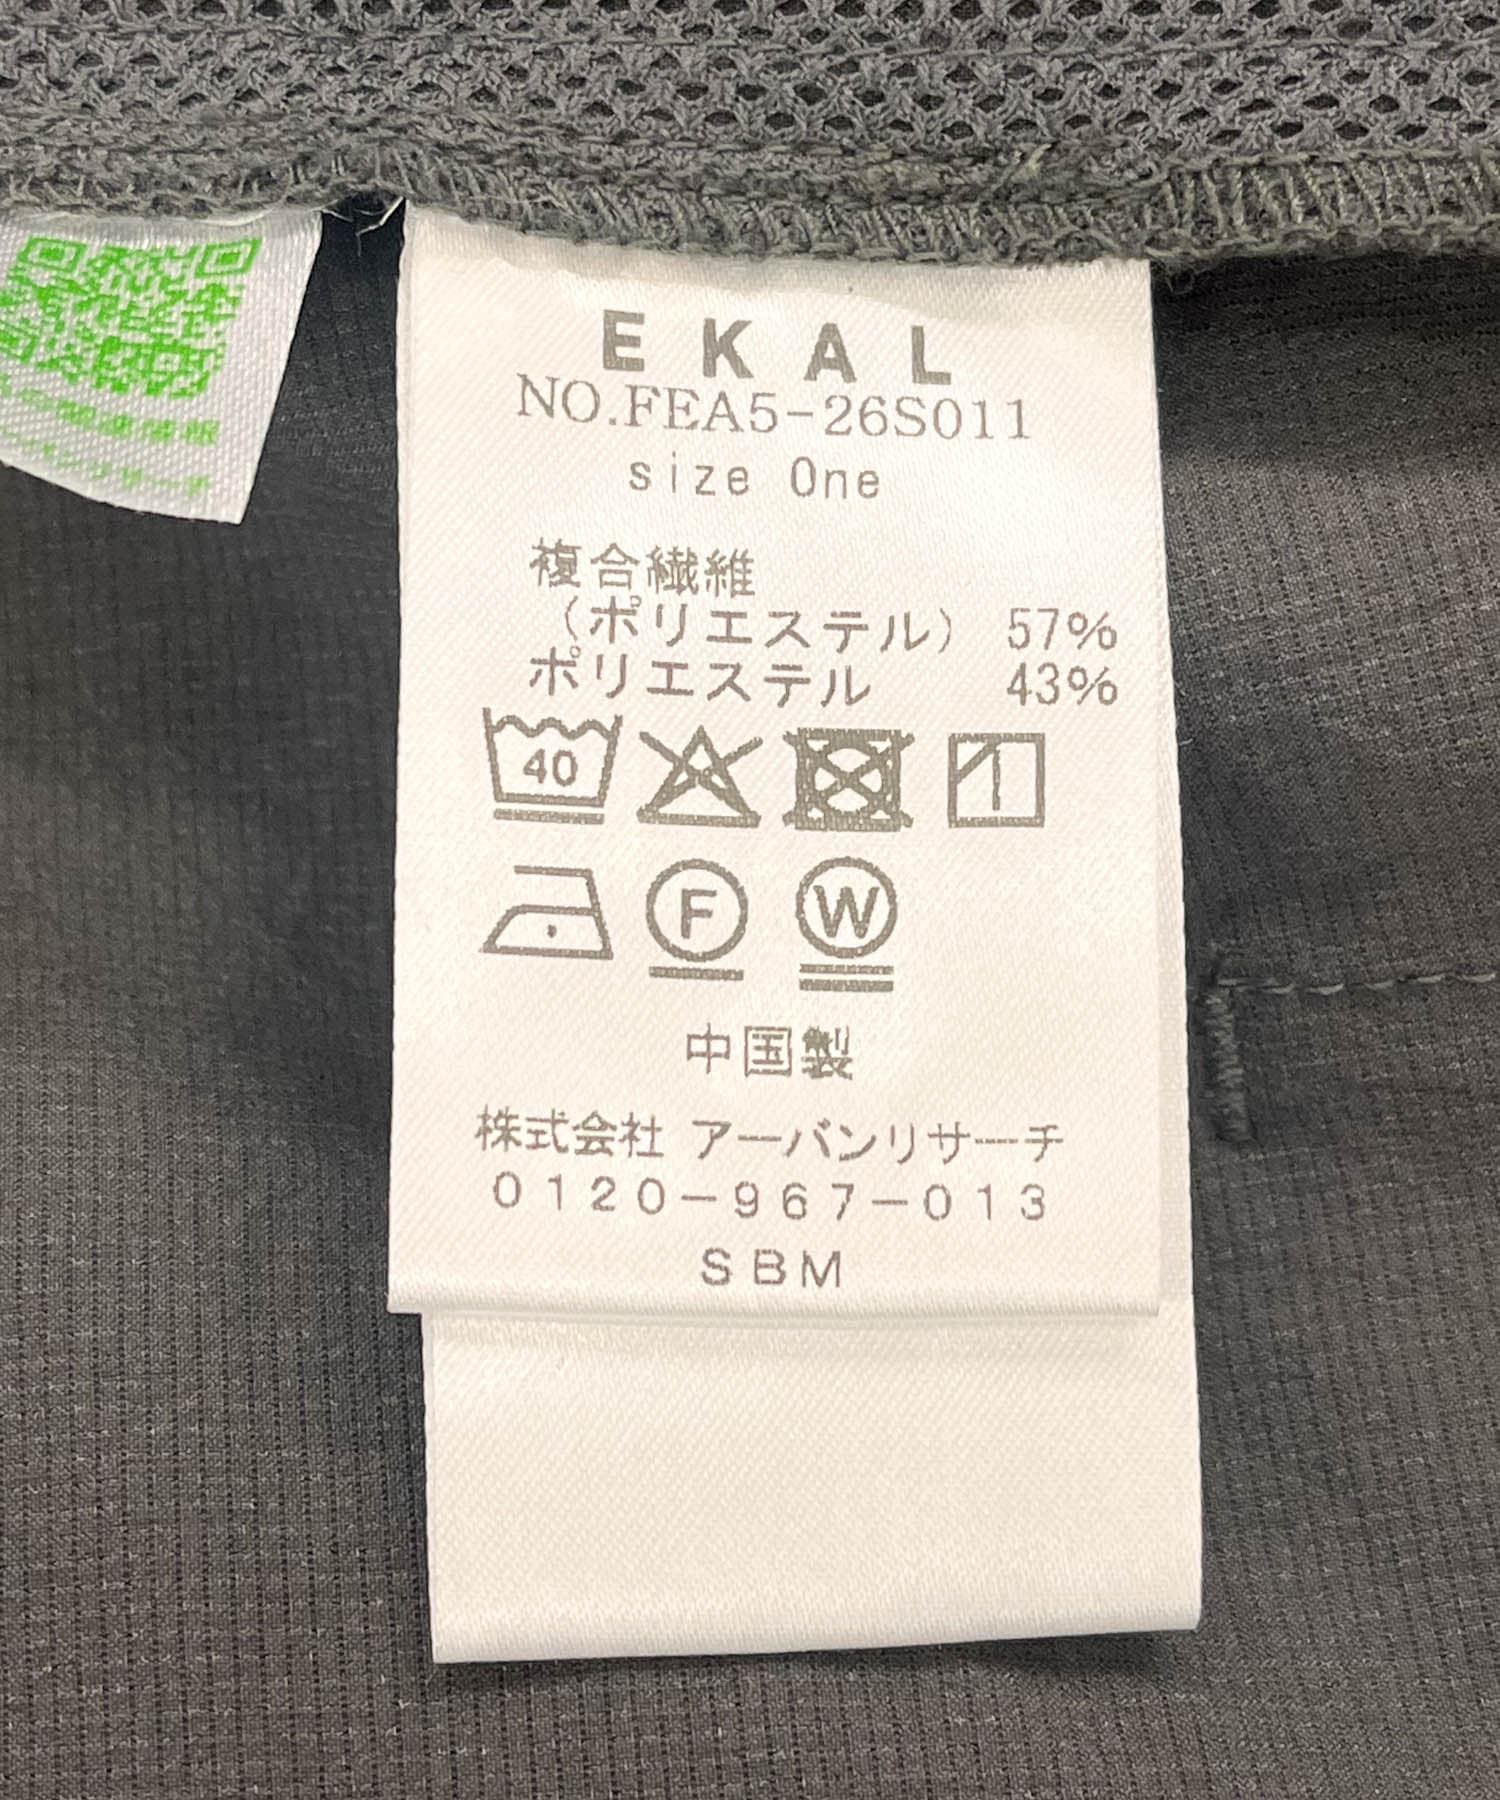 EKAL
NO.FEA5-26S011
size One
複合繊維
(ポリエステル) 57%
ポリエステル 43%
40
F
W
中国製
株式会社 アーバンリサーチ
0120-967-013
SBM